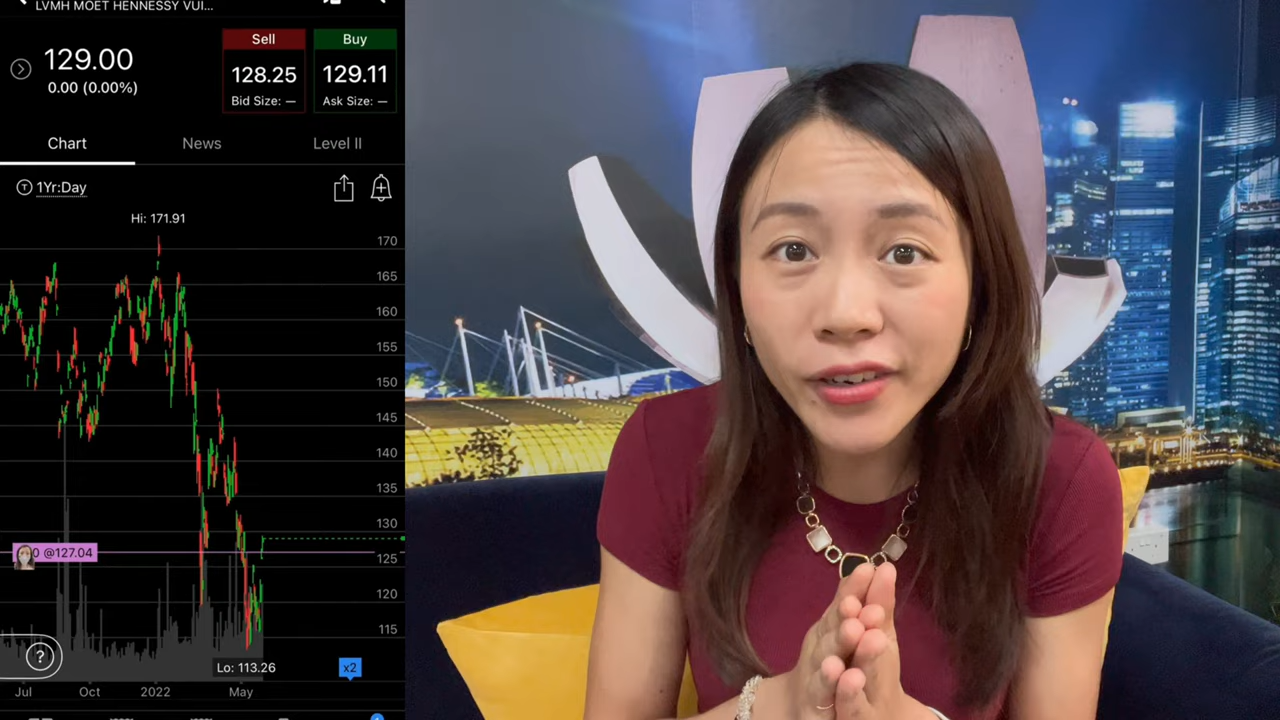 LVMH MOET HENNESSY VUI...
129.00
0.00 (0.00%)
Sell
128.25
Bid Size: —
Buy
129.11
Ask Size: —
Chart
News
Level II
T
1Yr:Day
Hi: 171.91
170
165
160
155
150
145
140
135
130
125
120
115
0 @127.04
Lo: 113.26
?
x2
Jul
Oct
2022
May